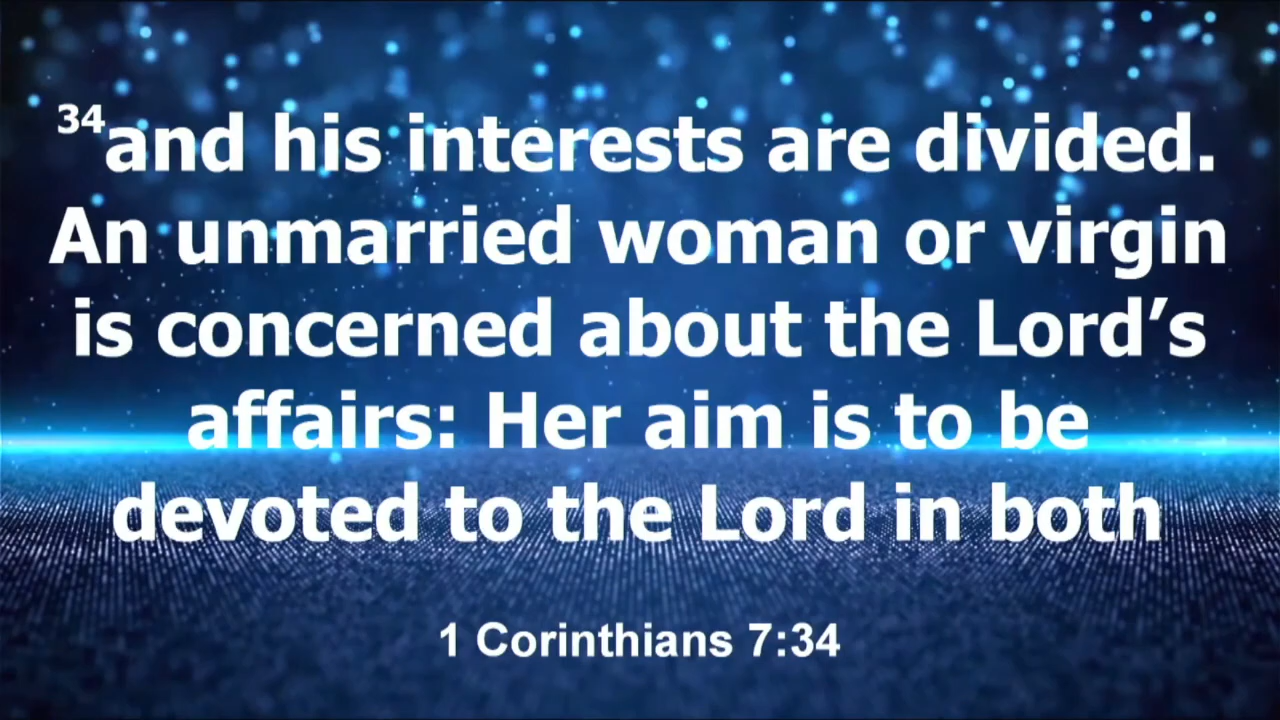 34and his interests are divided.
An unmarried woman or virgin
is concerned about the Lord’s
affairs: Her aim is to be
devoted to the Lord in both
1 Corinthians 7:34